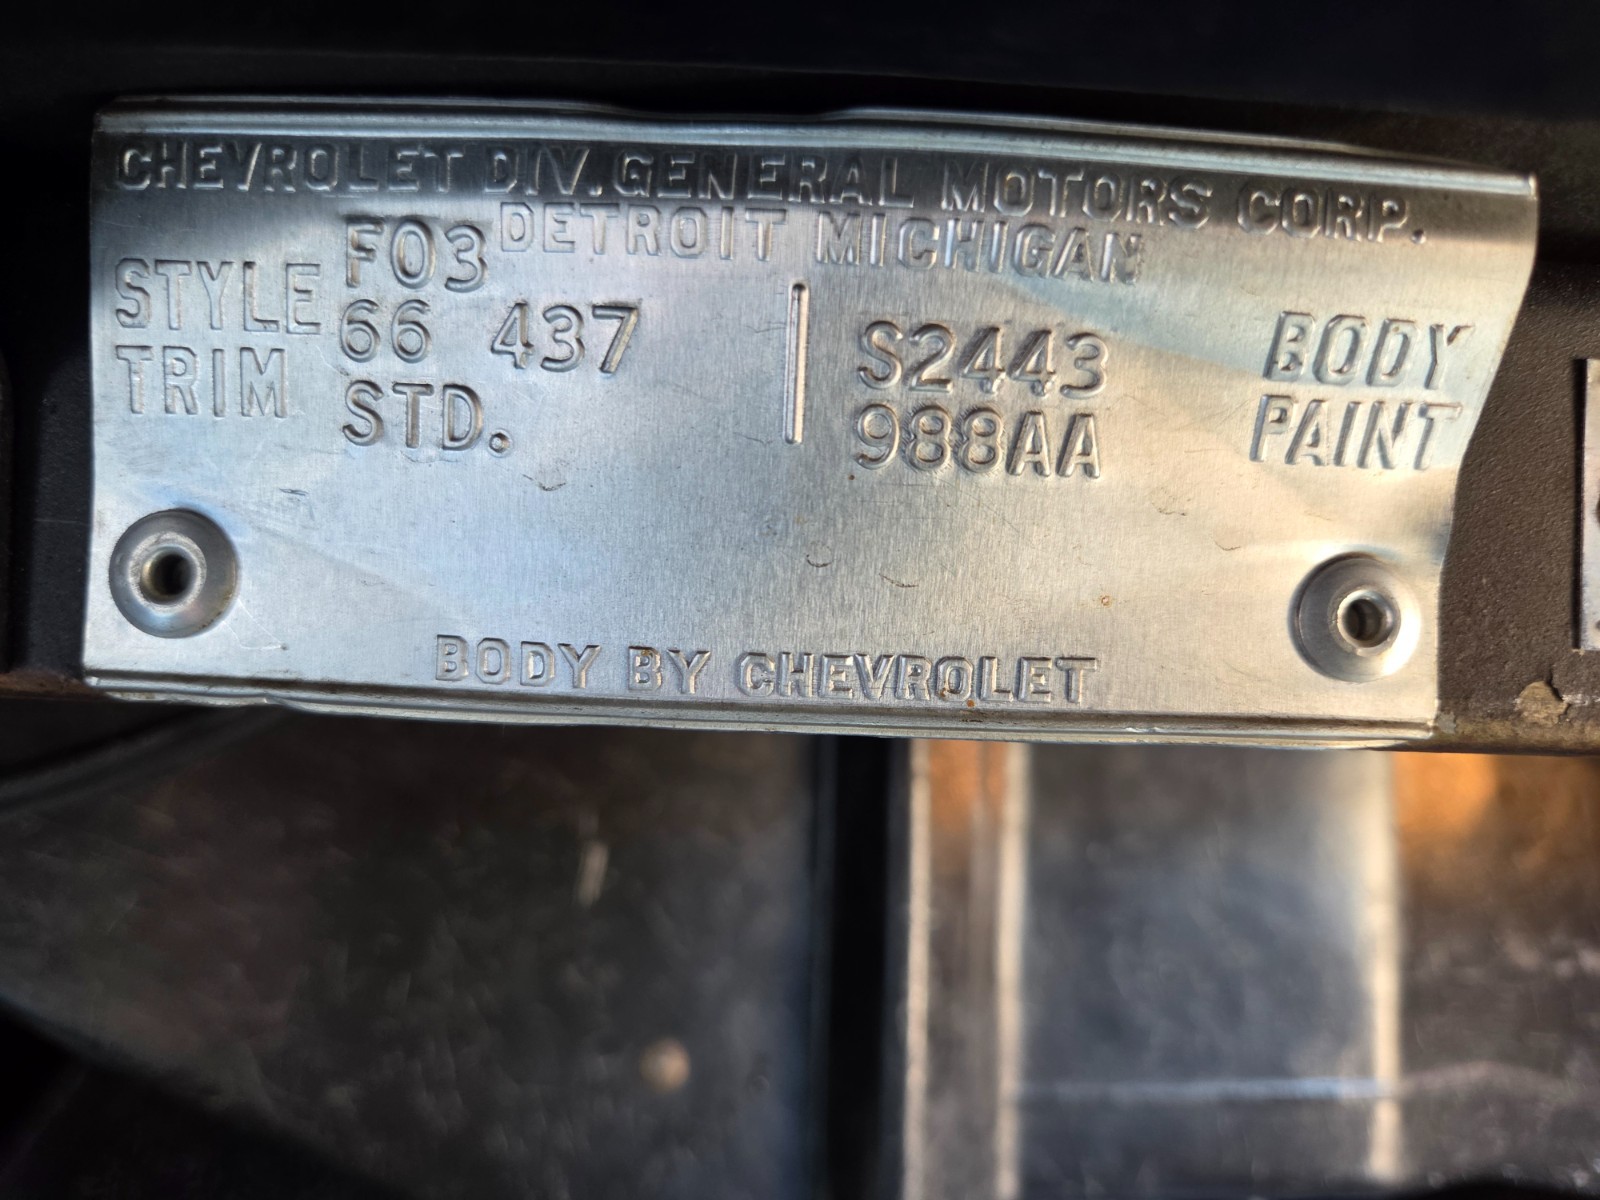 CHEVROLET DIV. GENERAL MOTORS CORP.
DETROIT MICHIGAN
F03
STYLE 66 437 S2443 BODY
TRIM STD. 988AA PAINT
BODY BY CHEVROLET